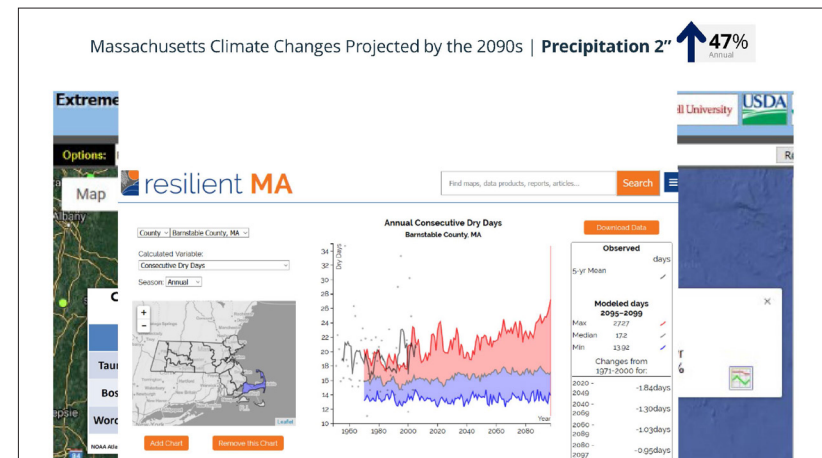 Massachusetts Climate Changes Projected by the 2090s | Precipitation 2” 47%
Annual
Extreme
ll University USDA
Options:
Map
Albany
resilient MA
Find maps, data products, reports, articles...
Search
County
Barnstable County, MA
Calculated Variable:
Consecutive Dry Days
Season: Annual
+
−
Leaflet
Add Chart
Remove this Chart
Annual Consecutive Dry Days
Barnstable County, MA
Dry Days
34
32
30
28
26
24
22
20
18
16
14
12
10
1960 1980 2000 2020 2040 2060 2080
Year
Download Data
Observed
days
5-yr Mean
Modeled days
2095-2099
Max 27.27
Median 17.2
Min 13.92
Changes from
1971-2000 for:
2020 -
2049
-1.84days
2040 -
2069
-1.30days
2060 -
2089
-1.03days
2080 -
2097
-0.95days
×
%
C
Tau
Bos
Worc
NOAA Atla
epsie
84